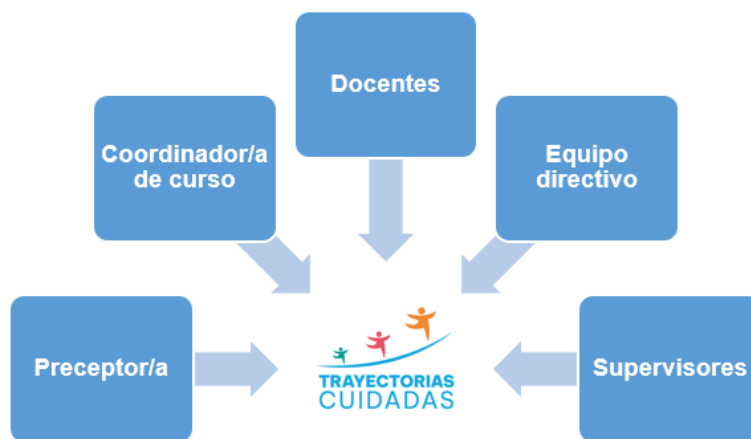 Docentes
Coordinador/a
de curso
Equipo
directivo
Preceptor/a
TRAYECTORIAS
CUIDADAS
Supervisores